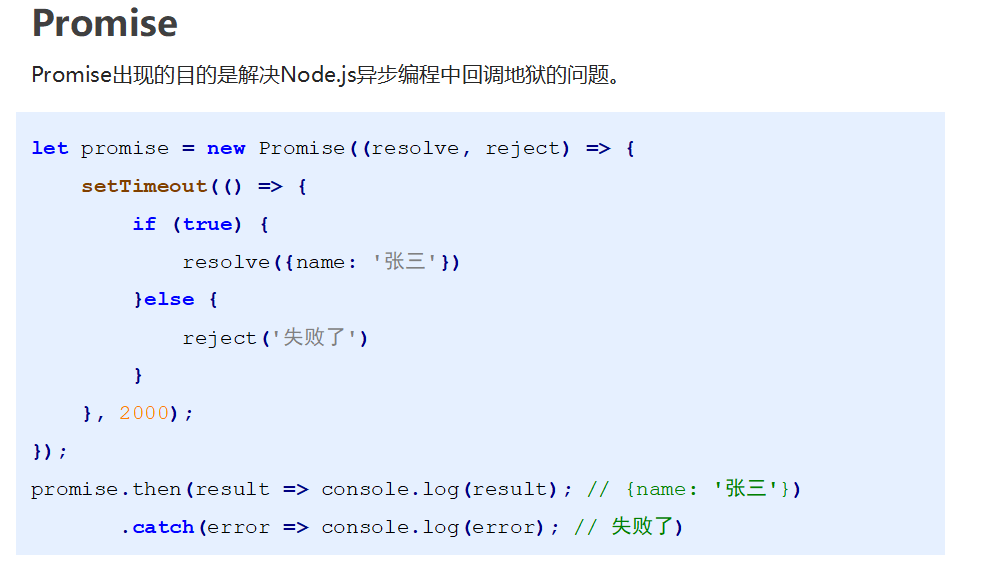 Promise
Promise出现的目的是解决Node.js异步编程中回调地狱的问题。
let promise = new Promise((resolve, reject) => {
    setTimeout(() => {
        if (true) {
            resolve({name: '张三'})
        }else {
            reject('失败了')
        }
    }, 2000);
});
promise.then(result => console.log(result); // {name: '张三'})
       .catch(error => console.log(error); // 失败了)